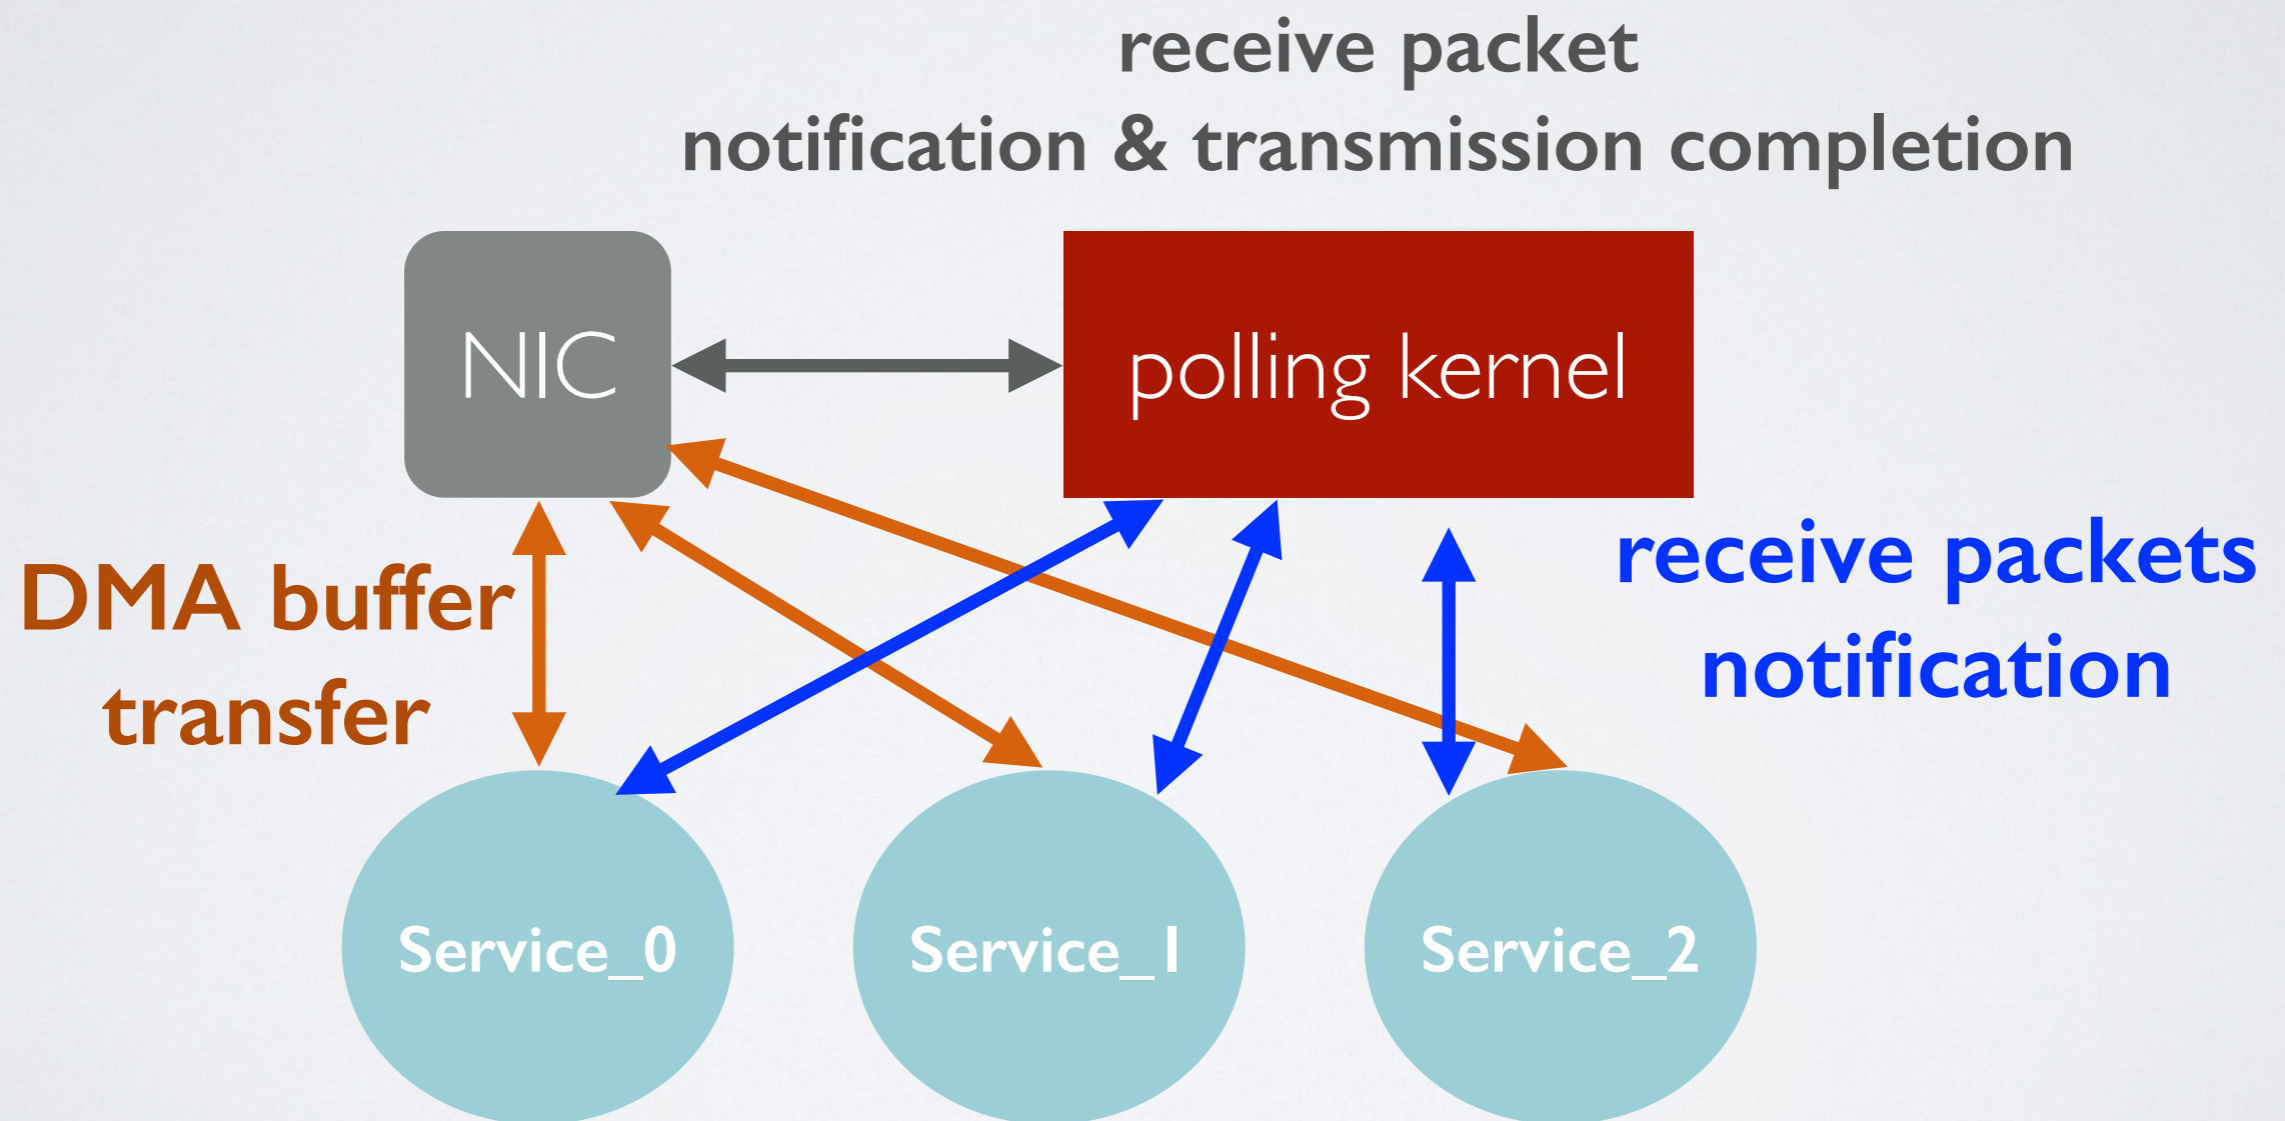 receive packet
notification & transmission completion
NIC
polling kernel
DMA buffer
transfer
receive packets
notification
Service_0
Service_1
Service_2